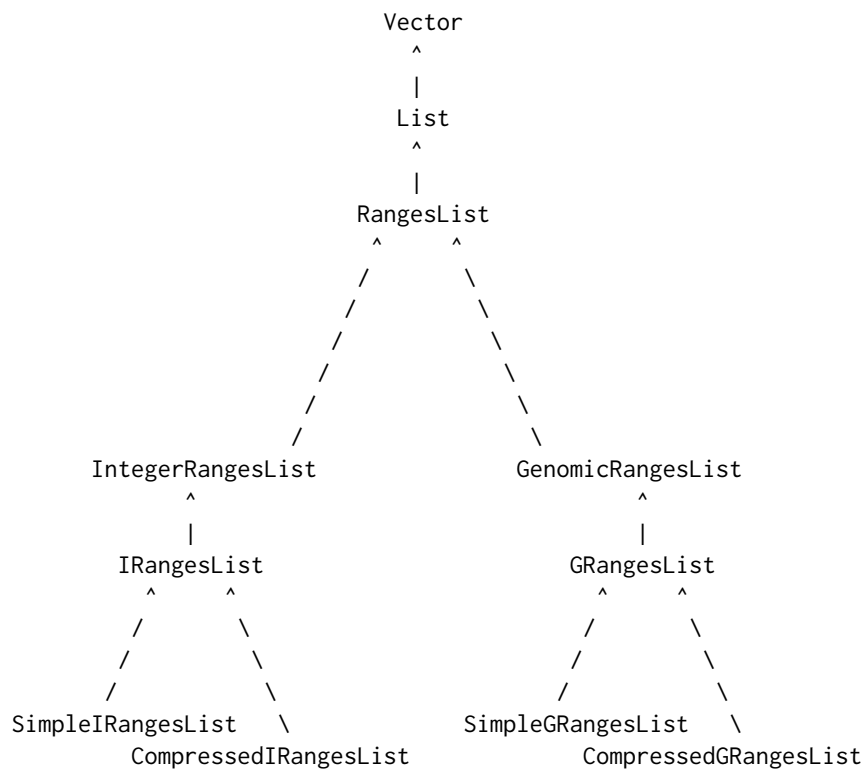 Vector
^
|
List
^
|
RangesList
^ ^
/ \
/ \
/ \
/ \
/ \
/ \
IntegerRangesList GenomicRangesList
^ ^
| |
IRangesList GRangesList
^ ^ ^ ^
/ \ / \
/ \ / \
/ \ / \
SimpleIRangesList \ SimpleGRangesList \
CompressedIRangesList CompressedGRangesList